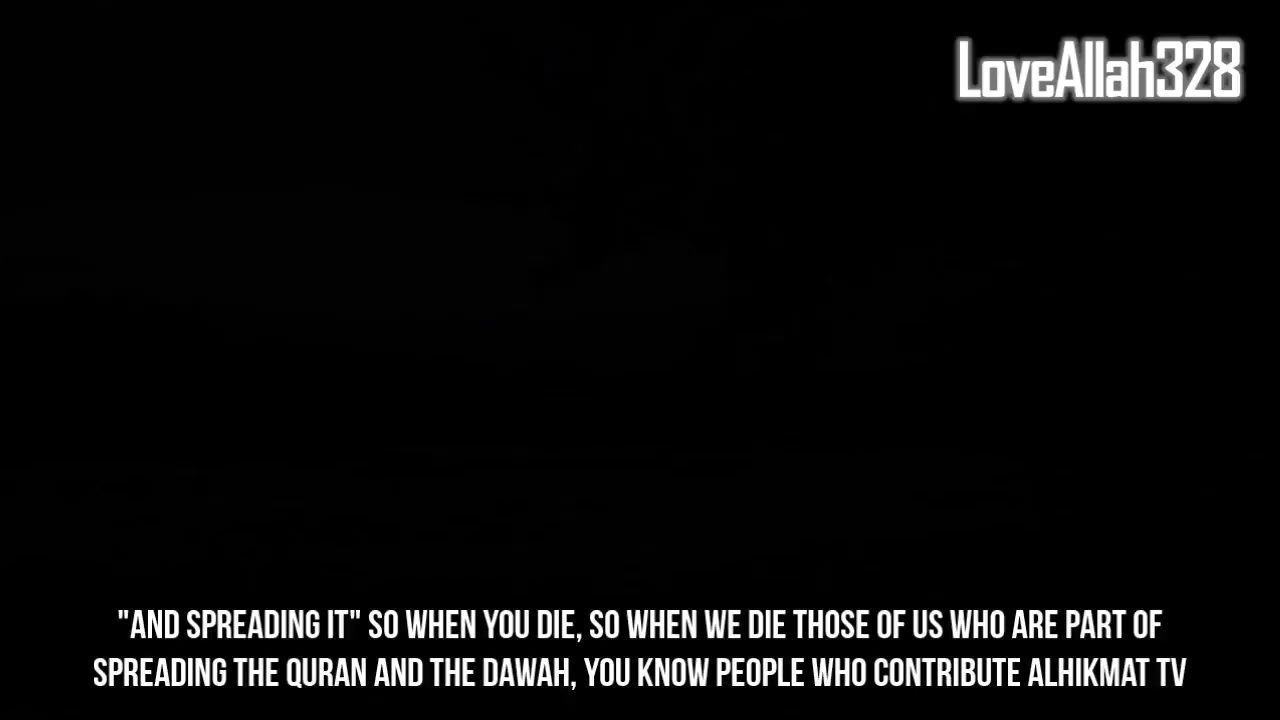 LoveAllah328
"AND SPREADING IT" SO WHEN YOU DIE, SO WHEN WE DIE THOSE OF US WHO ARE PART OF
SPREADING THE QURAN AND THE DAWAH, YOU KNOW PEOPLE WHO CONTRIBUTE ALHIKMAT TV